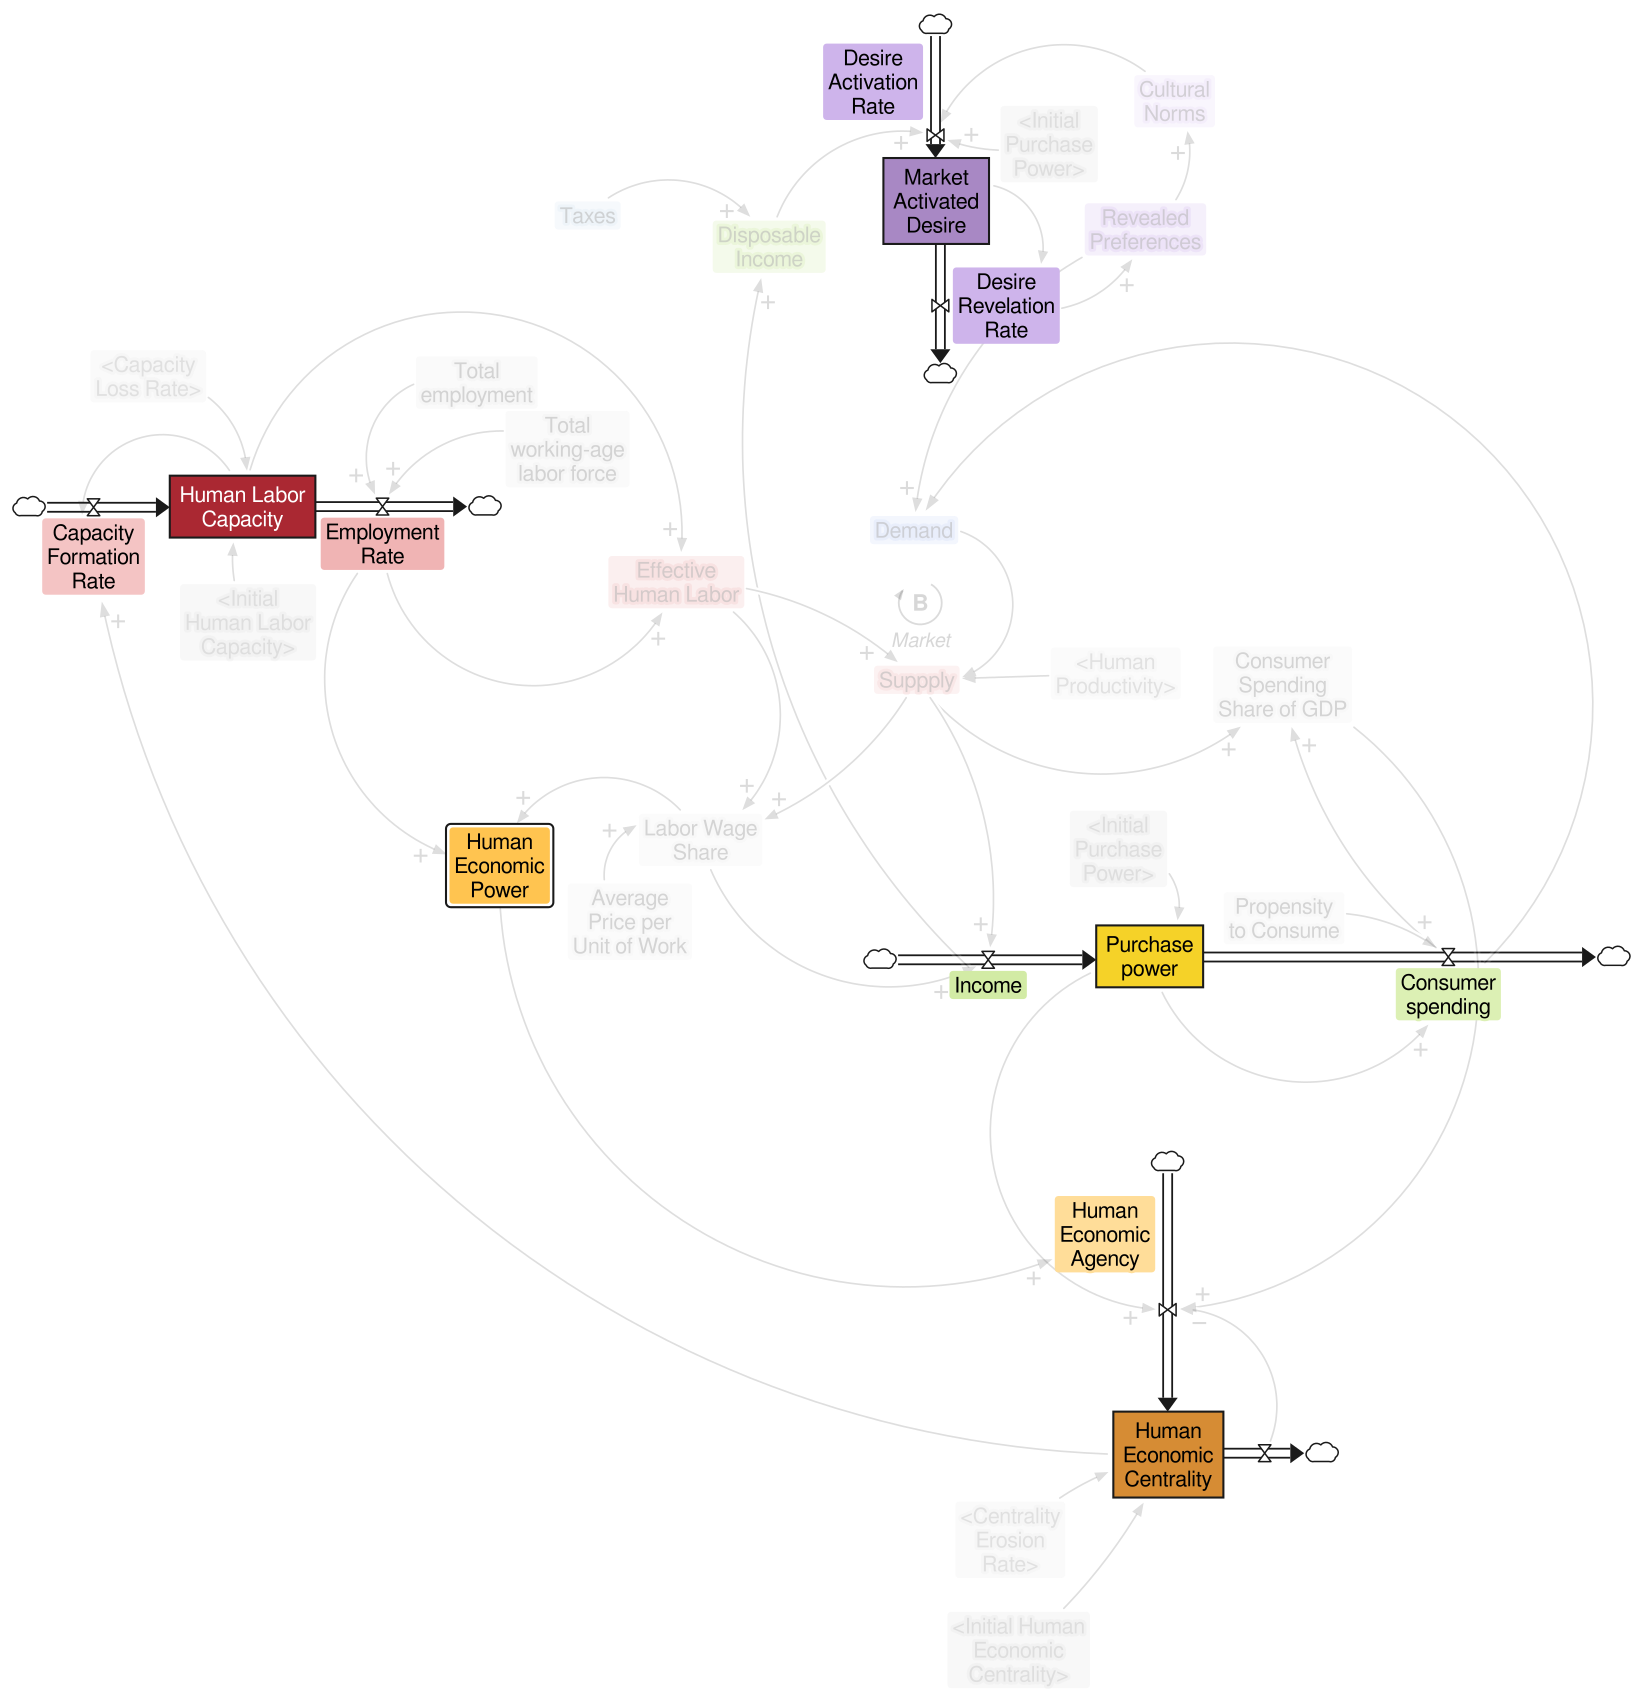 Desire
Activation
Rate
Cultural
Norms
<Initial
Purchase
Power>
+
+
+
Market
Activated
Desire
Taxes
+
Disposable
Income
+
Revealed
Preferences
+
Desire
Revelation
Rate
<Capacity
Loss Rate>
Total
employment
Total
working-age
labor force
+
+
Human Labor
Capacity
Capacity
Formation
Rate
Employment
Rate
+
<Initial
Human Labor
Capacity>
+
Effective
Human Labor
+
+
Demand
B
Market
+
Suppply
<Human
Productivity>
Consumer
Spending
Share of GDP
+
+
+
+
+
+
Labor Wage
Share
+
Human
Economic
Power
Average
Price per
Unit of Work
<Initial
Purchase
Power>
Propensity
to Consume
+
+
Purchase
power
Income
+
Consumer
spending
+
Human
Economic
Agency
+
+
+
−
Human
Economic
Centrality
<Centrality
Erosion
Rate>
<Initial Human
Economic
Centrality>